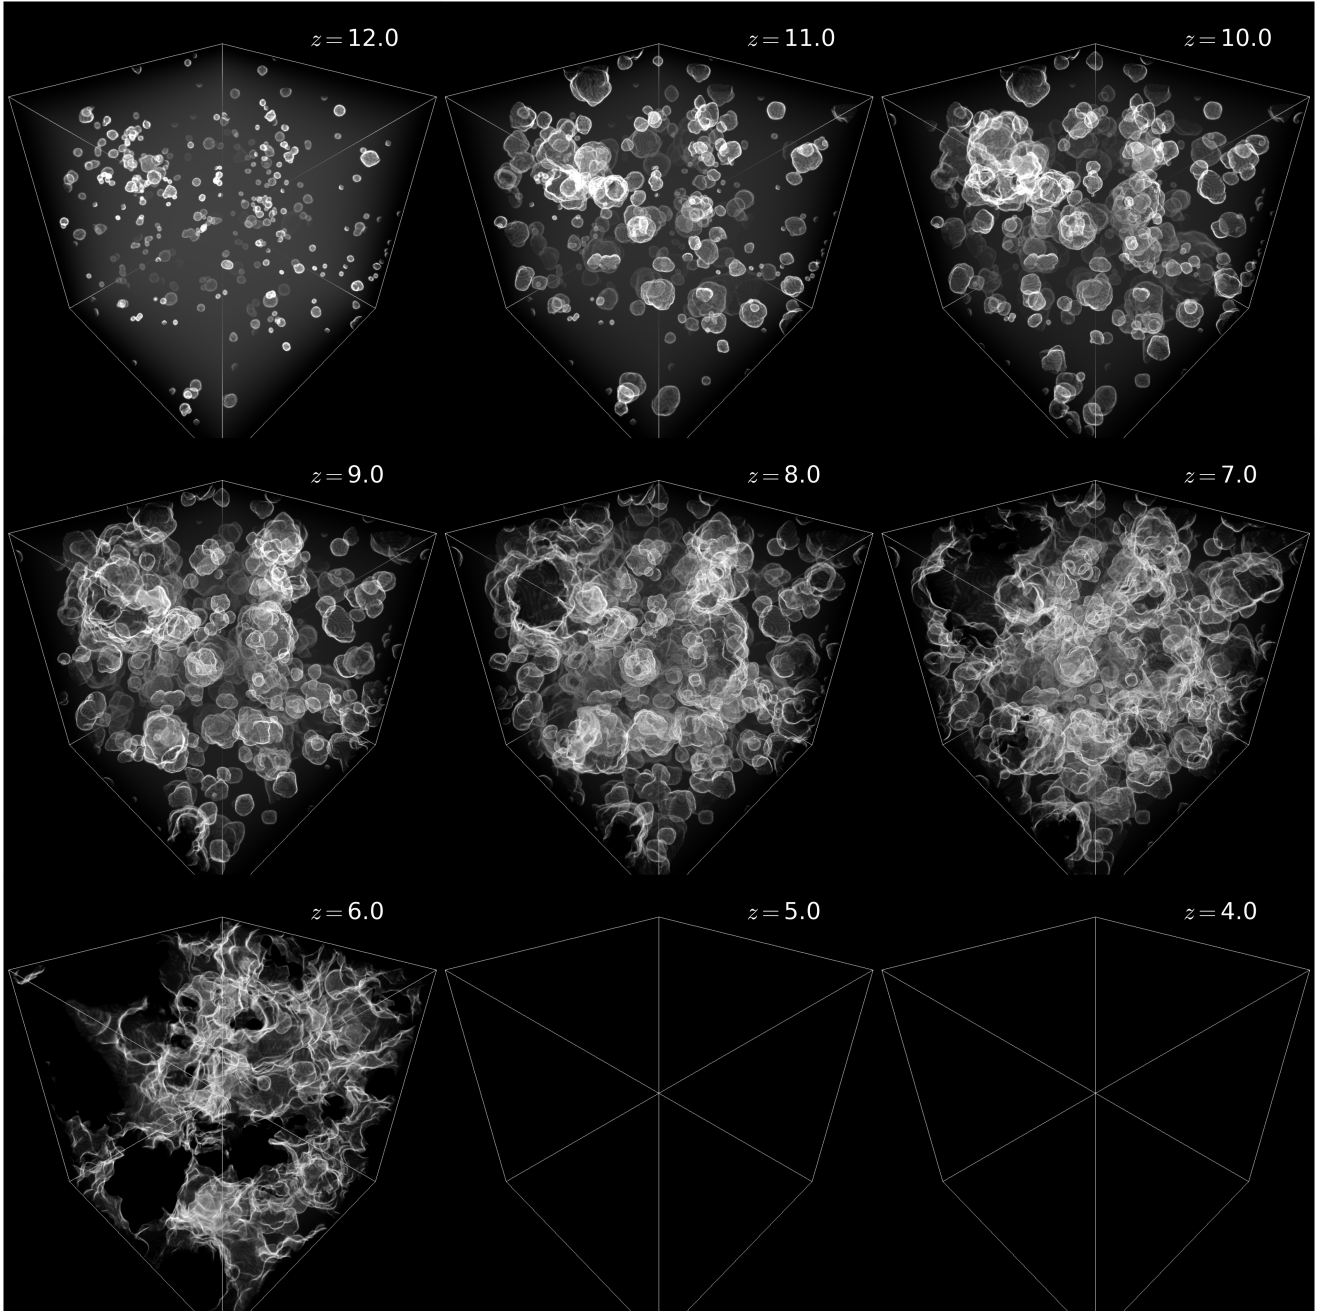 z = 12.0
z = 11.0
z = 10.0
z = 9.0
z = 8.0
z = 7.0
z = 6.0
z = 5.0
z = 4.0